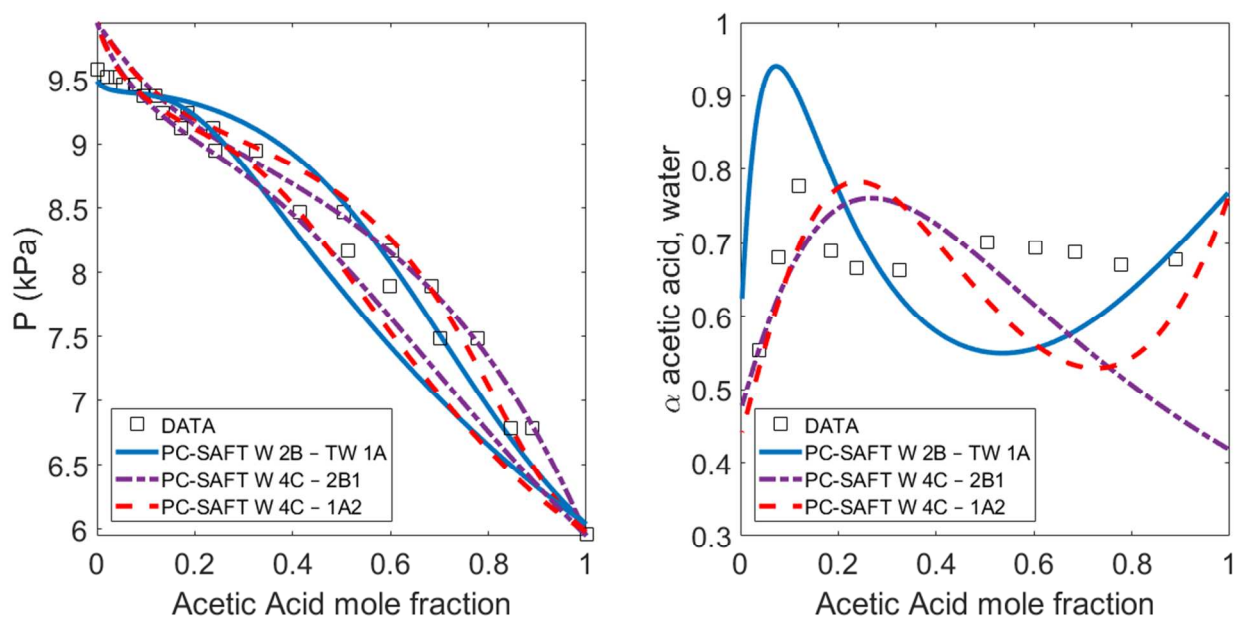 9.5
9
8.5
8
7.5
7
6.5
6
P (kPa)
DATA
PC-SAFT W 2B – TW 1A
PC-SAFT W 4C – 2B1
PC-SAFT W 4C – 1A2
0 0.2 0.4 0.6 0.8 1
Acetic Acid mole fraction
1
0.9
0.8
0.7
0.6
0.5
0.4
0.3
α acetic acid, water
DATA
PC-SAFT W 2B – TW 1A
PC-SAFT W 4C – 2B1
PC-SAFT W 4C – 1A2
0 0.2 0.4 0.6 0.8 1
Acetic Acid mole fraction